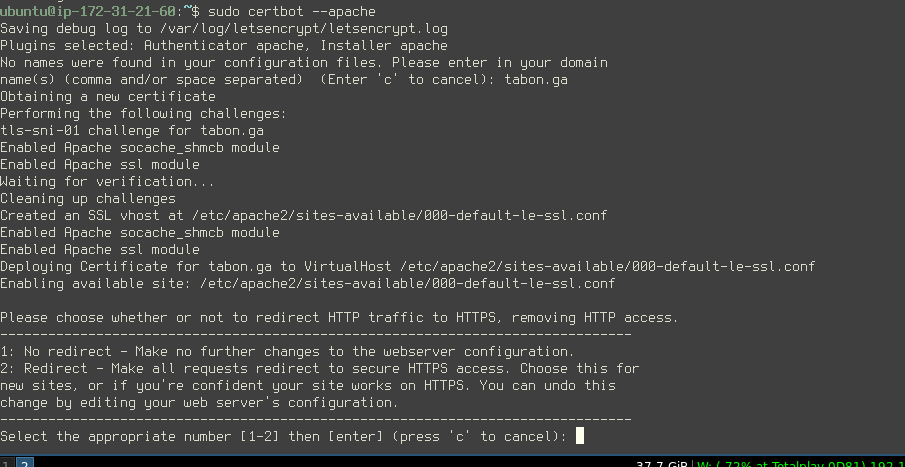 ubuntu@ip-172-31-21-60:~$ sudo certbot --apache
Saving debug log to /var/log/letsencrypt/letsencrypt.log
Plugins selected: Authenticator apache, Installer apache
No names were found in your configuration files. Please enter in your domain
name(s) (comma and/or space separated)  (Enter 'c' to cancel): tabon.ga
Obtaining a new certificate
Performing the following challenges:
tls-sni-01 challenge for tabon.ga
Enabled Apache socache_shmcb module
Enabled Apache ssl module
Waiting for verification...
Cleaning up challenges
Created an SSL vhost at /etc/apache2/sites-available/000-default-le-ssl.conf
Enabled Apache socache_shmcb module
Enabled Apache ssl module
Deploying Certificate for tabon.ga to VirtualHost /etc/apache2/sites-available/000-default-le-ssl.conf
Enabling available site: /etc/apache2/sites-available/000-default-le-ssl.conf
Please choose whether or not to redirect HTTP traffic to HTTPS, removing HTTP access.
-------------------------------------------------------------------------------
1: No redirect - Make no further changes to the webserver configuration.
2: Redirect - Make all requests redirect to secure HTTPS access. Choose this for
new sites, or if you're confident your site works on HTTPS. You can undo this
change by editing your web server's configuration.
-------------------------------------------------------------------------------
Select the appropriate number [1-2] then [enter] (press 'c' to cancel):
1 2 37.7 GiB | W: ( 72% at Totalplay-0D81) 192.1